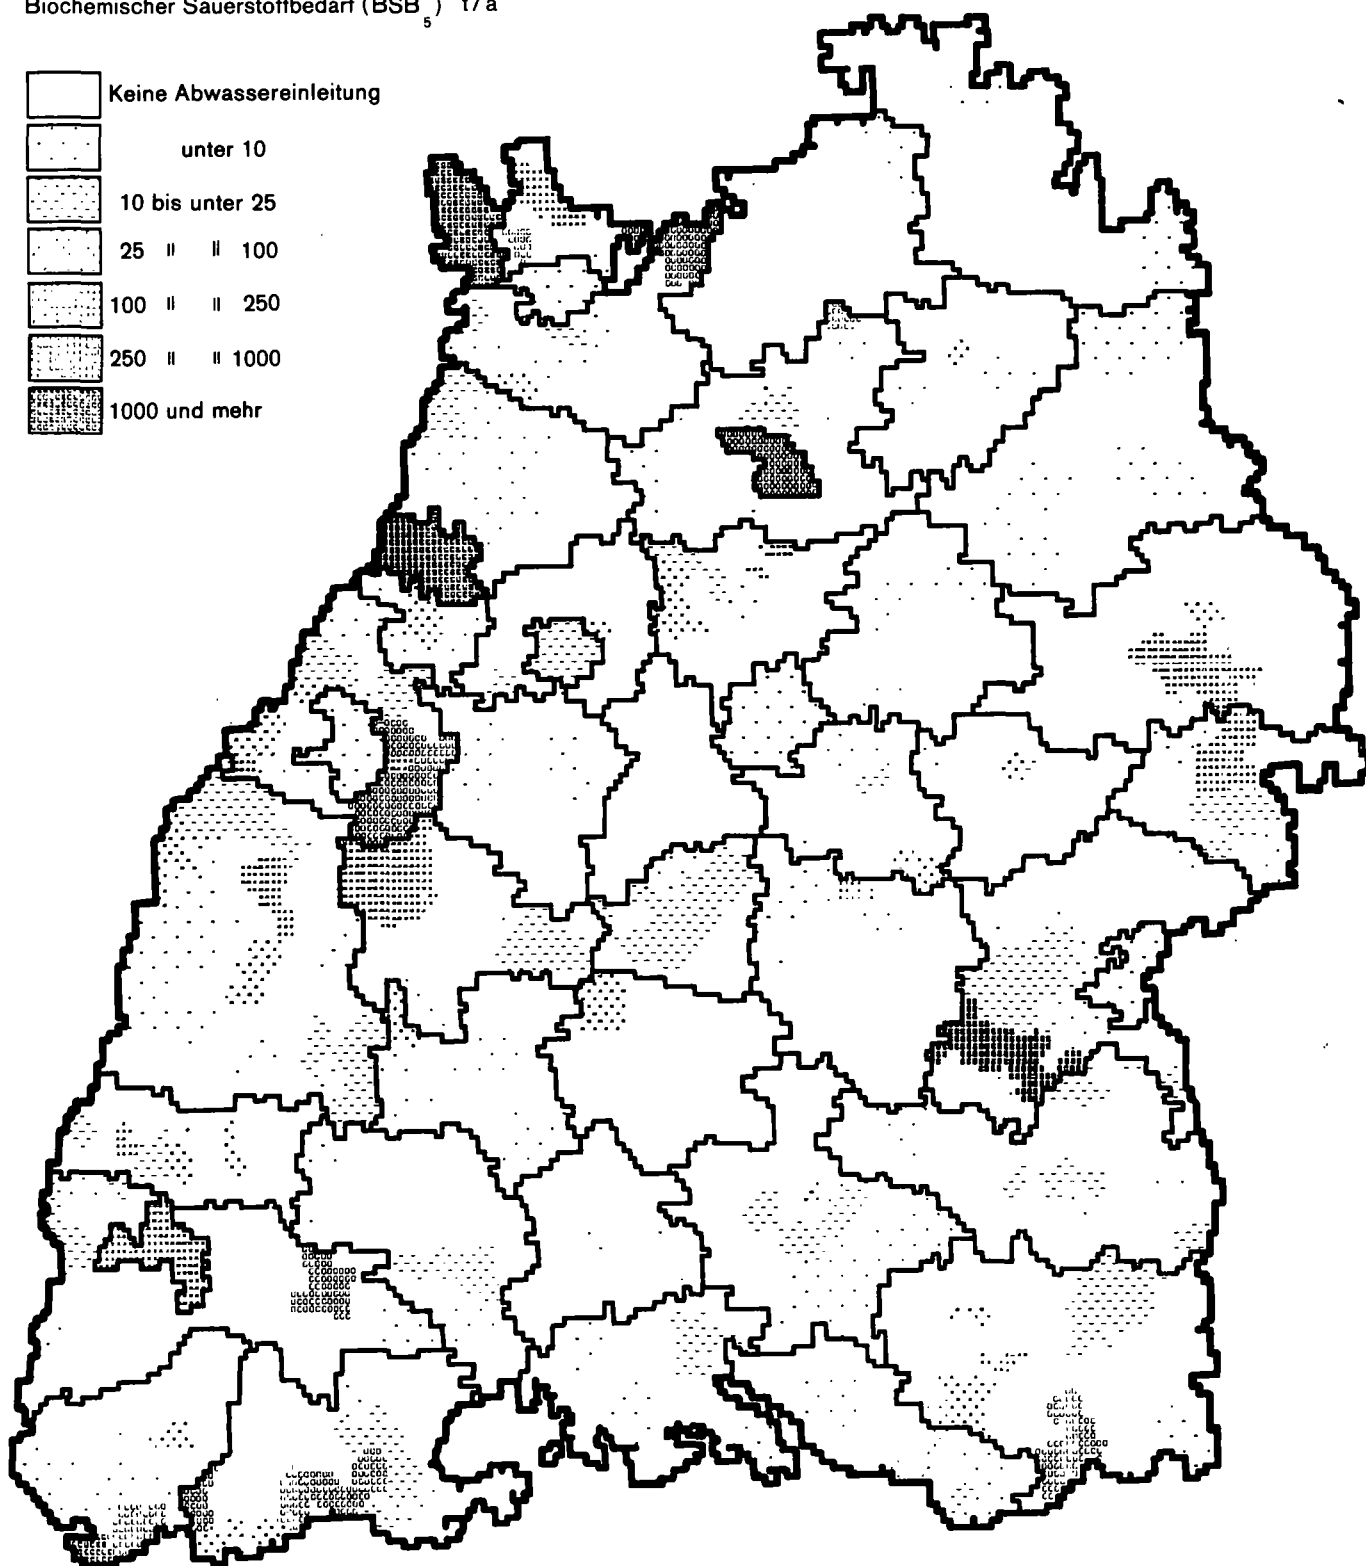 Biochemischer Sauerstoffbedarf (BSB₅) t/a
Keine Abwassereinleitung
unter 10
10 bis unter 25
25 " " 100
100 " " 250
250 " " 1000
1000 und mehr